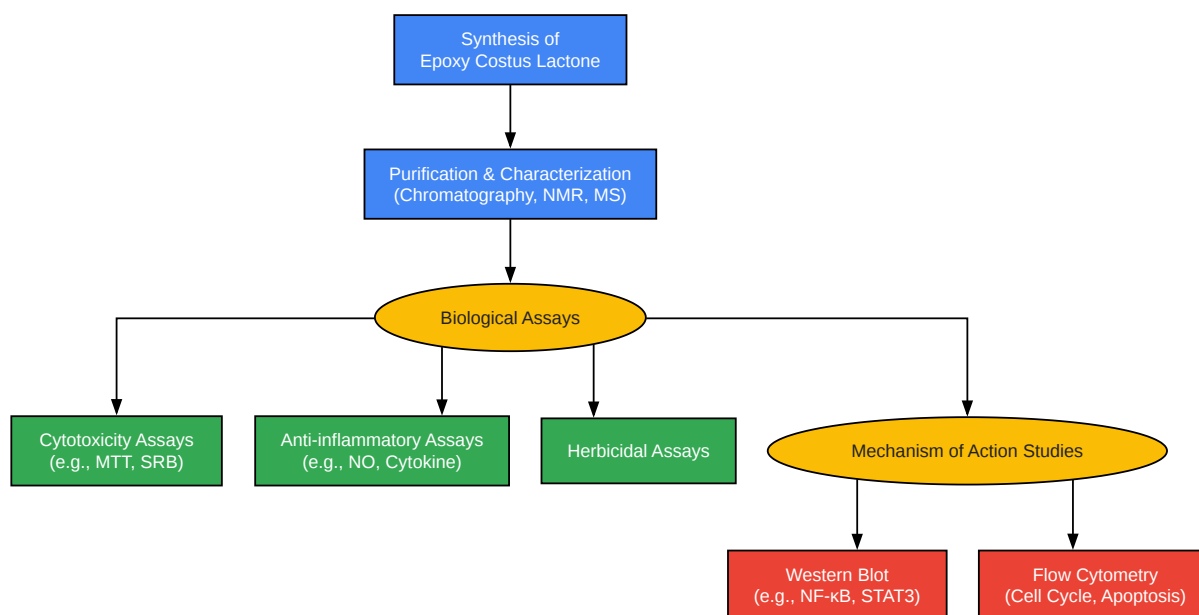 Synthesis of
Epoxy Costus Lactone
Purification & Characterization
(Chromatography, NMR, MS)
Biological Assays
Cytotoxicity Assays
(e.g., MTT, SRB)
Anti-inflammatory Assays
(e.g., NO, Cytokine)
Herbicidal Assays
Mechanism of Action Studies
Western Blot
(e.g., NF-κB, STAT3)
Flow Cytometry
(Cell Cycle, Apoptosis)